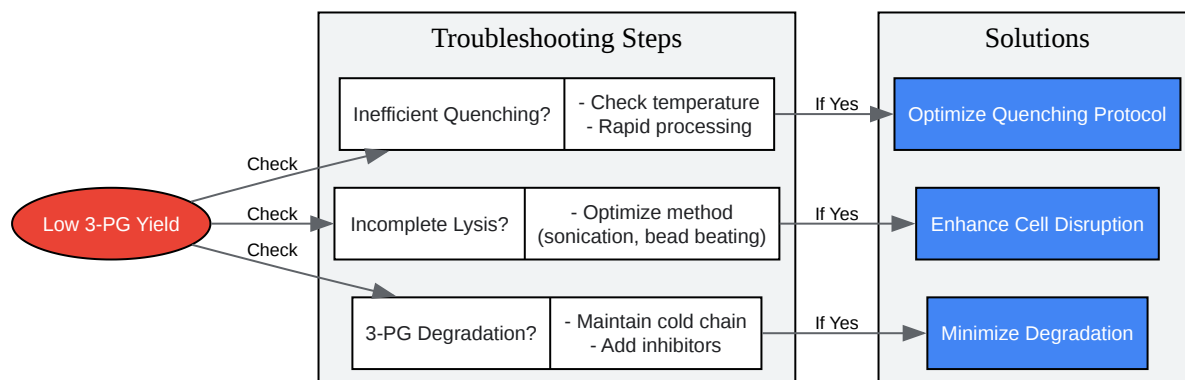 Troubleshooting Steps
Solutions
Inefficient Quenching?
- Check temperature
- Rapid processing
If Yes
Optimize Quenching Protocol
Check
Low 3-PG Yield
Check
Incomplete Lysis?
- Optimize method
(sonication, bead beating)
If Yes
Enhance Cell Disruption
Check
3-PG Degradation?
- Maintain cold chain
- Add inhibitors
If Yes
Minimize Degradation